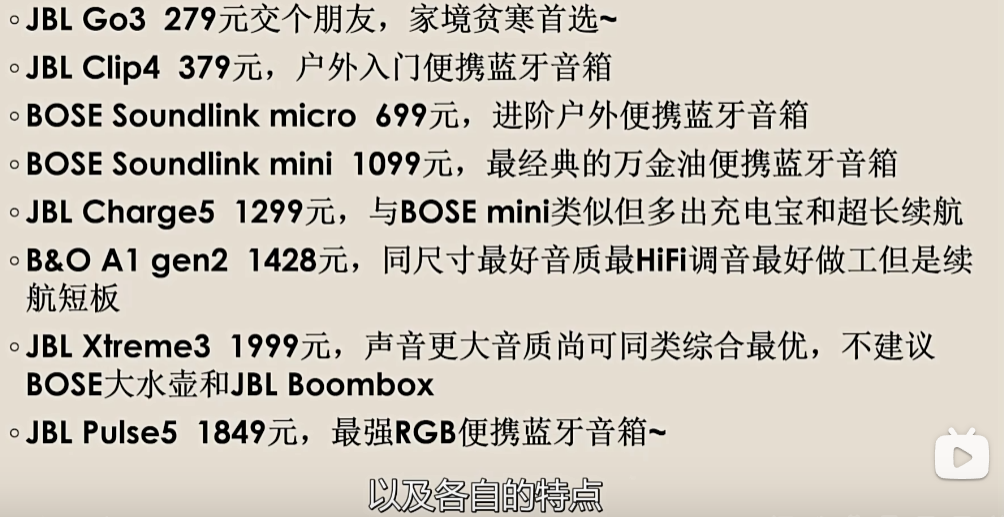 ◦JBL Go3 279元交个朋友，家境贫寒首选~
◦JBL Clip4 379元，户外入门便携蓝牙音箱
◦BOSE Soundlink micro 699元，进阶户外便携蓝牙音箱
◦BOSE Soundlink mini 1099元，最经典的万金油便携蓝牙音箱
◦JBL Charge5 1299元，与BOSE mini类似但多出充电宝和超长续航
◦B&O A1 gen2 1428元，同尺寸最好音质最HiFi调音最好做工但是续
航短板
◦JBL Xtreme3 1999元，声音更大音质尚可同类综合最优，不建议
BOSE大水壶和JBL Boombox
◦JBL Pulse5 1849元，最强RGB便携蓝牙音箱~
以及各自的特点